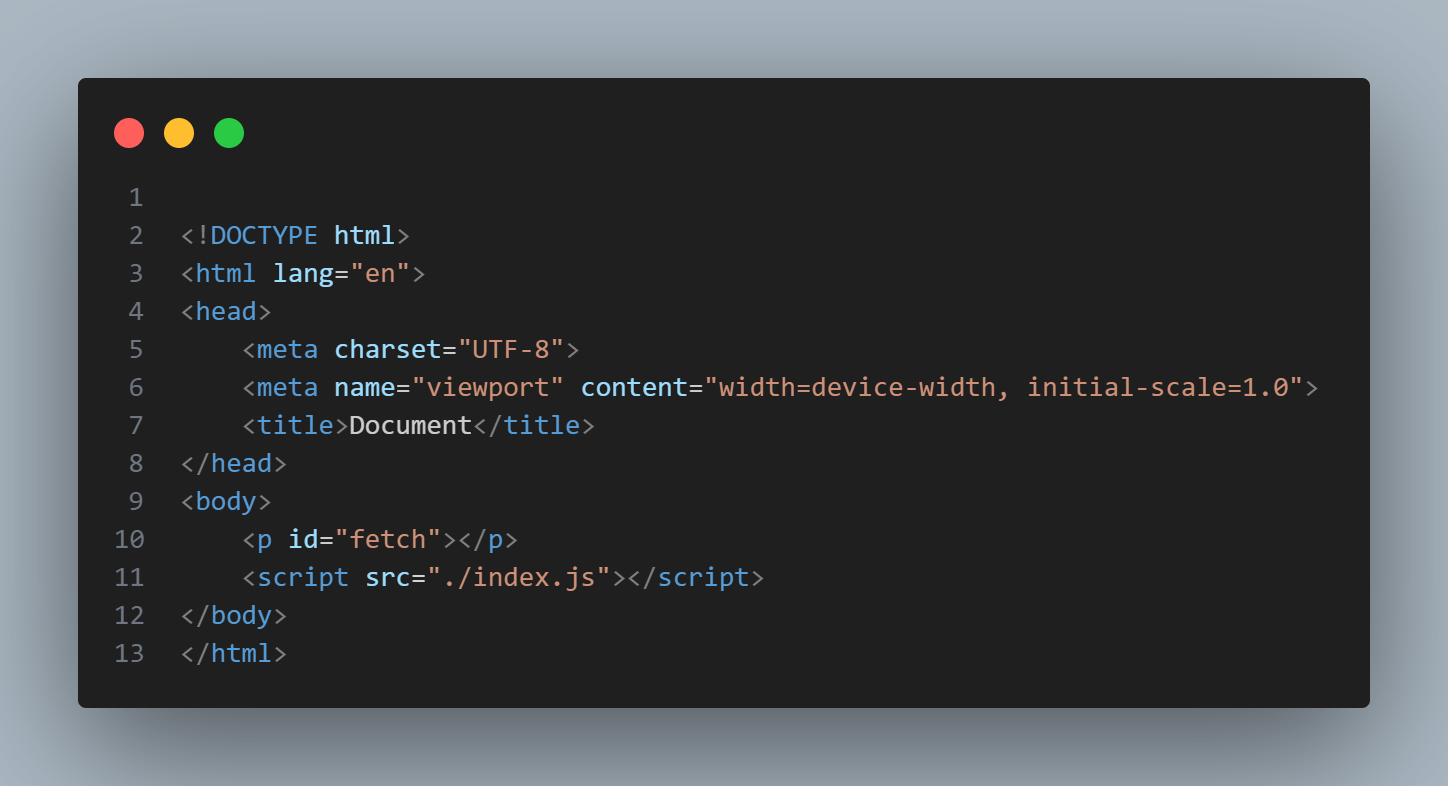 1
2 <!DOCTYPE html>
3 <html lang="en">
4 <head>
5     <meta charset="UTF-8">
6     <meta name="viewport" content="width=device-width, initial-scale=1.0">
7     <title>Document</title>
8 </head>
9 <body>
10     <p id="fetch"></p>
11     <script src="./index.js"></script>
12 </body>
13 </html>